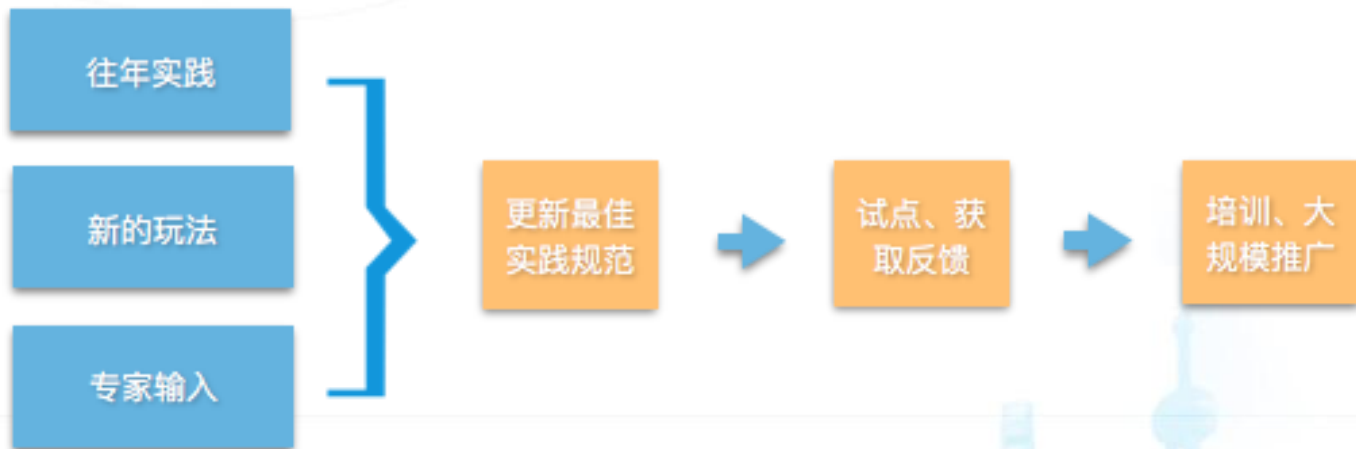 往年实践
新的玩法
专家输入
更新最佳
实践规范
试点、获
取反馈
培训、大
规模推广